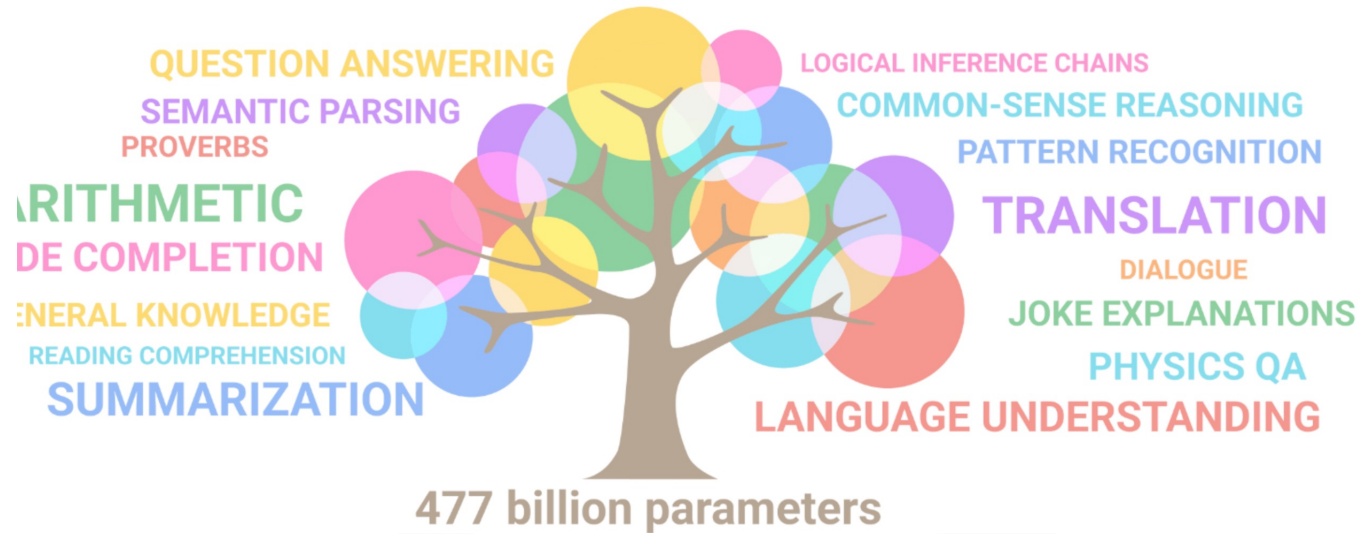 QUESTION ANSWERING
SEMANTIC PARSING
PROVERBS
ARITHMETIC
DE COMPLETION
ENERAL KNOWLEDGE
READING COMPREHENSION
SUMMARIZATION
LOGICAL INFERENCE CHAINS
COMMON-SENSE REASONING
PATTERN RECOGNITION
TRANSLATION
DIALOGUE
JOKE EXPLANATIONS
PHYSICS QA
LANGUAGE UNDERSTANDING
477 billion parameters